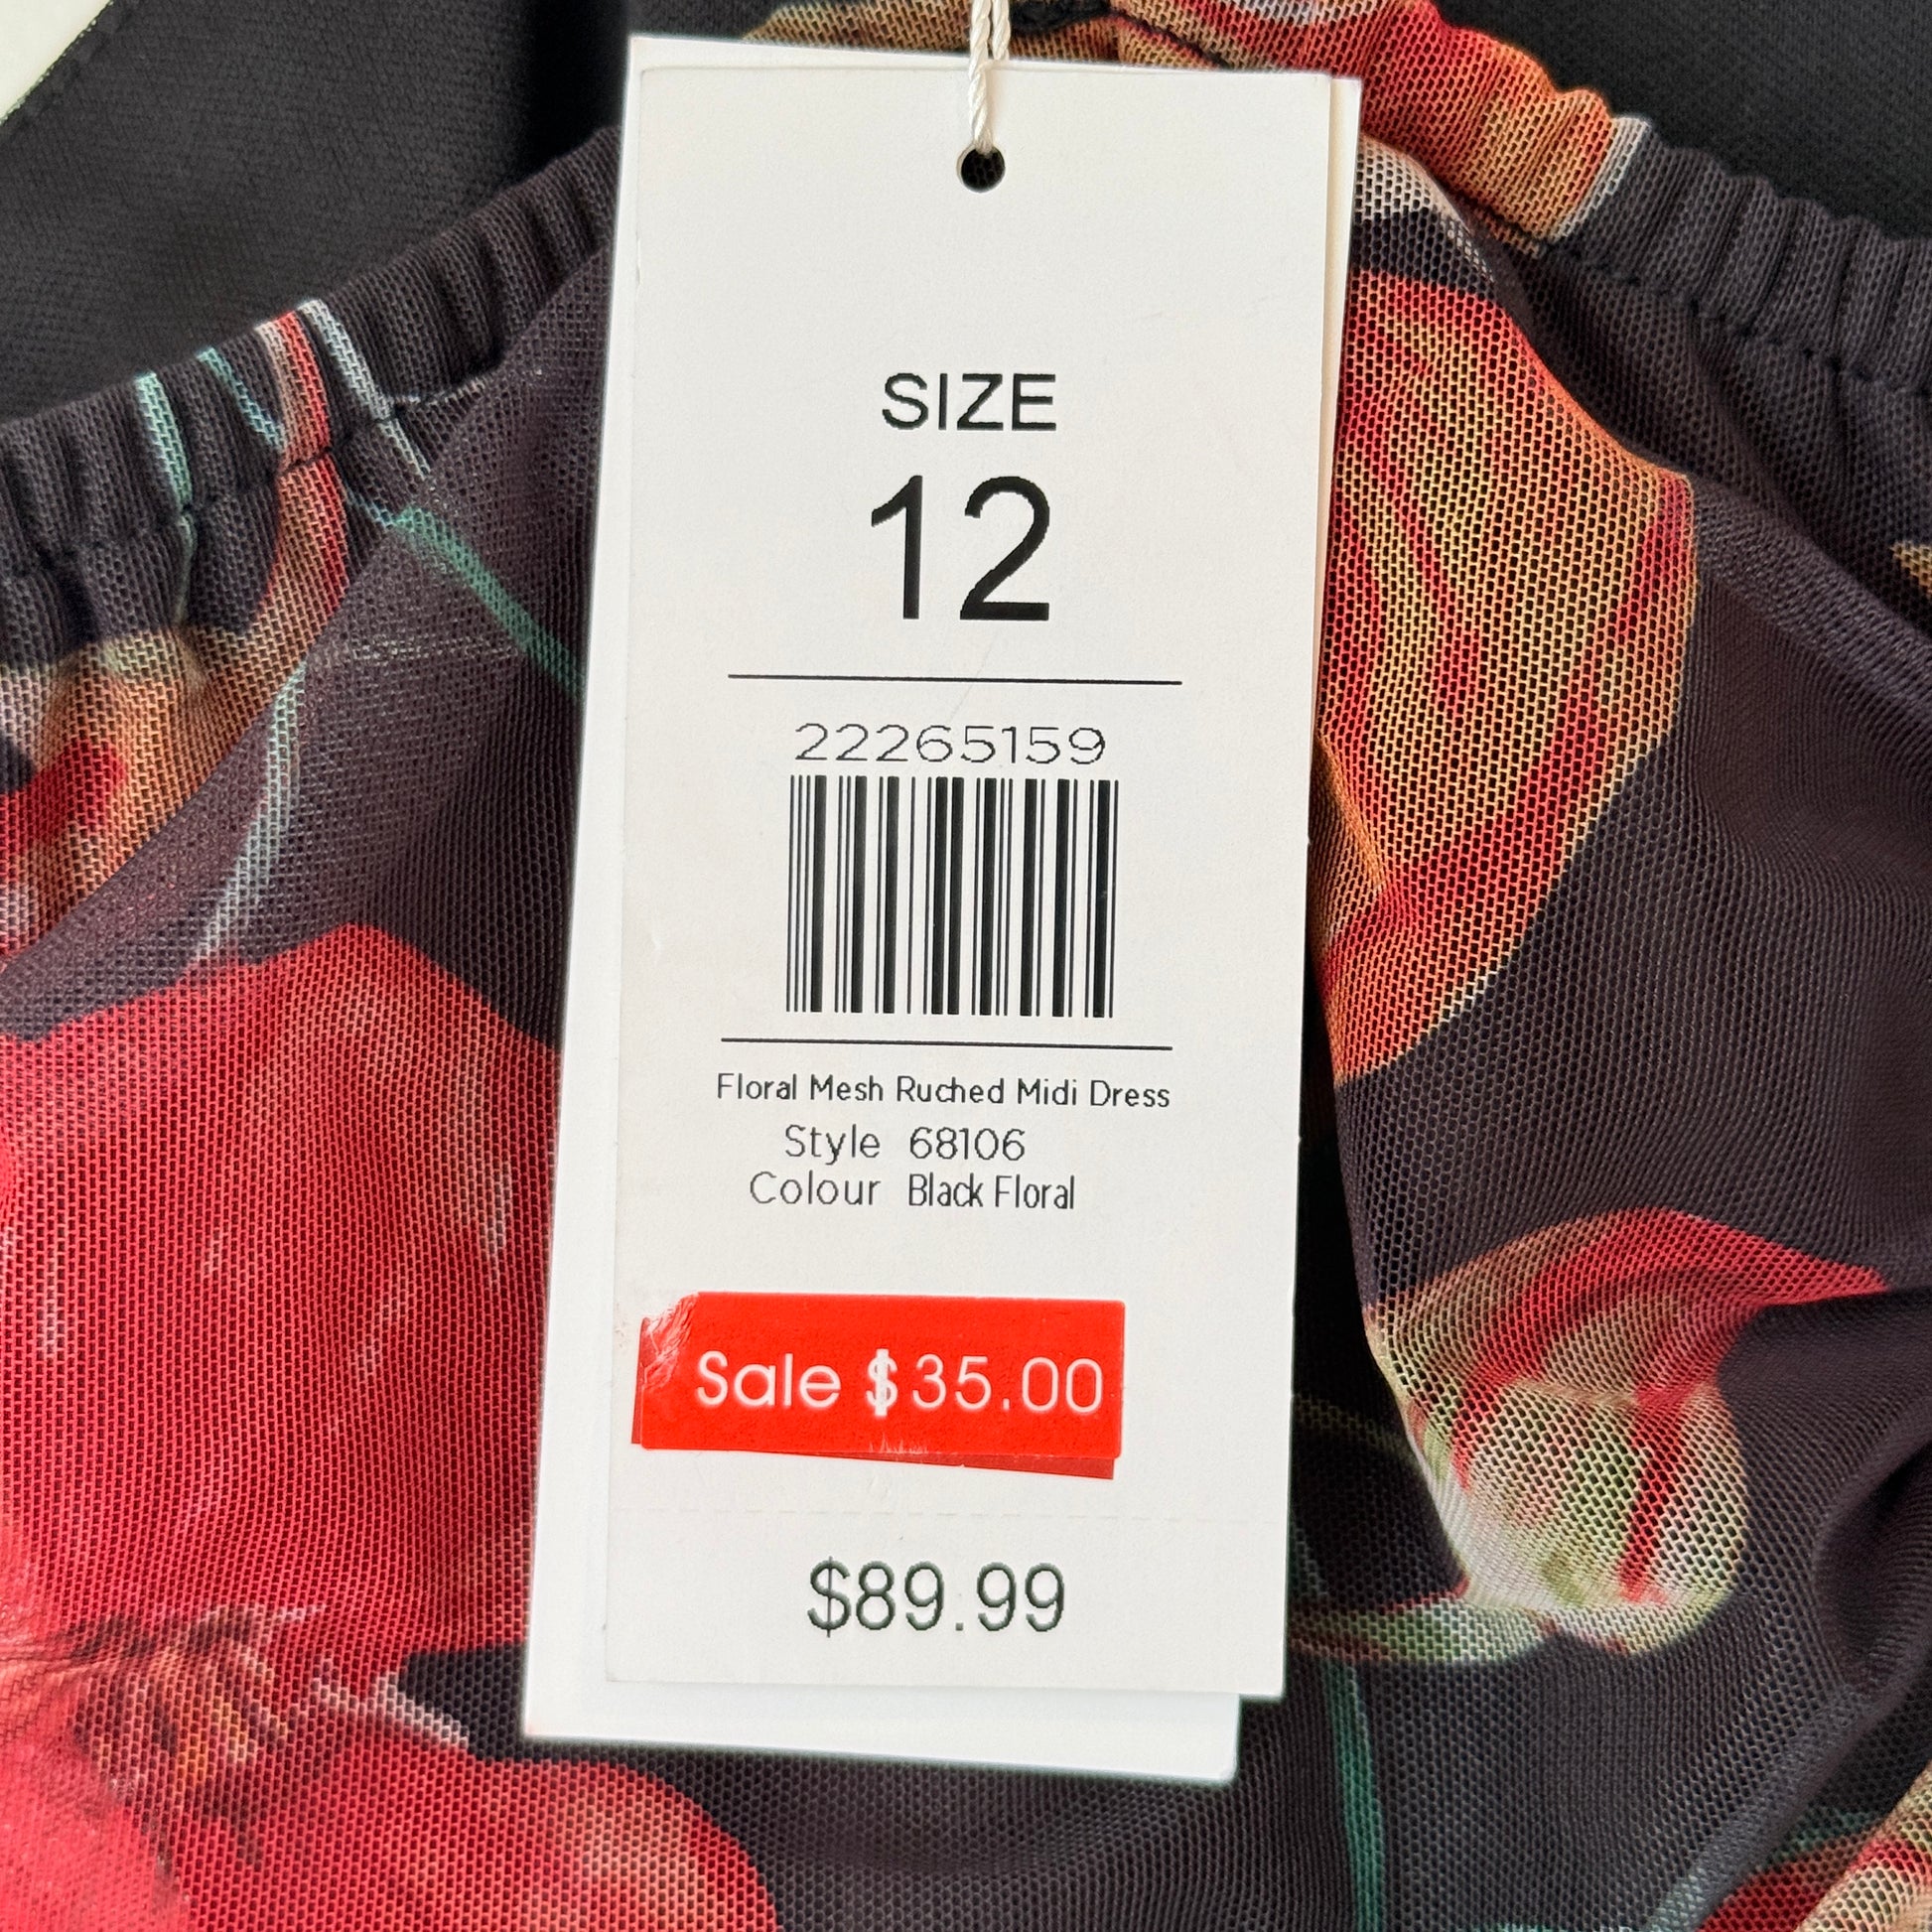 SIZE
12
22265159
Floral Mesh Ruched Midi Dress
Style 68106
Colour Black Floral
Sale $35.00
$89.99